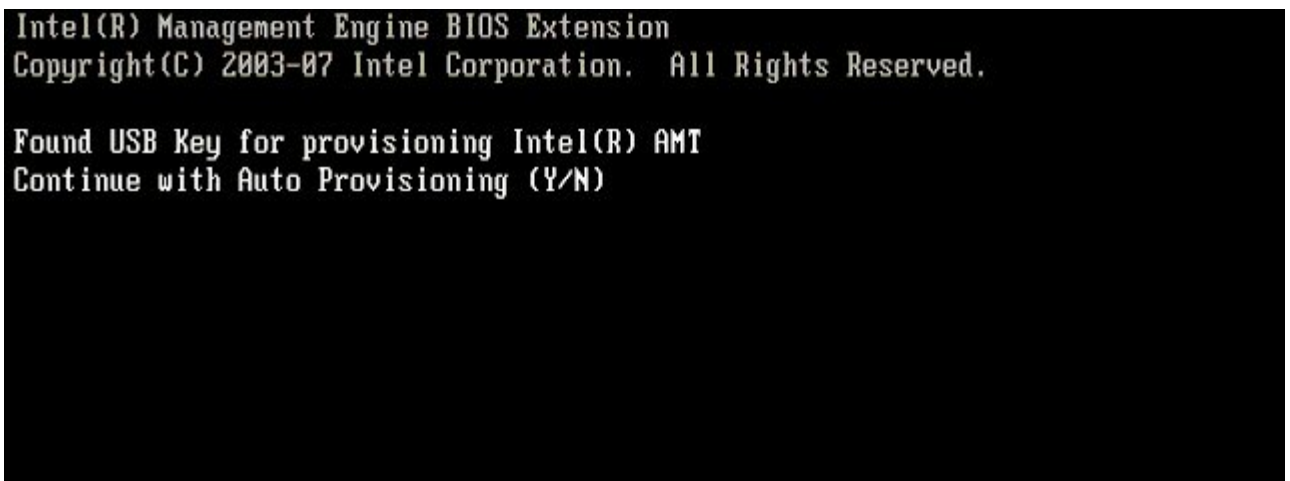 Intel(R) Management Engine BIOS Extension
Copyright(C) 2003-07 Intel Corporation.  All Rights Reserved.
Found USB Key for provisioning Intel(R) AMT
Continue with Auto Provisioning (Y/N)